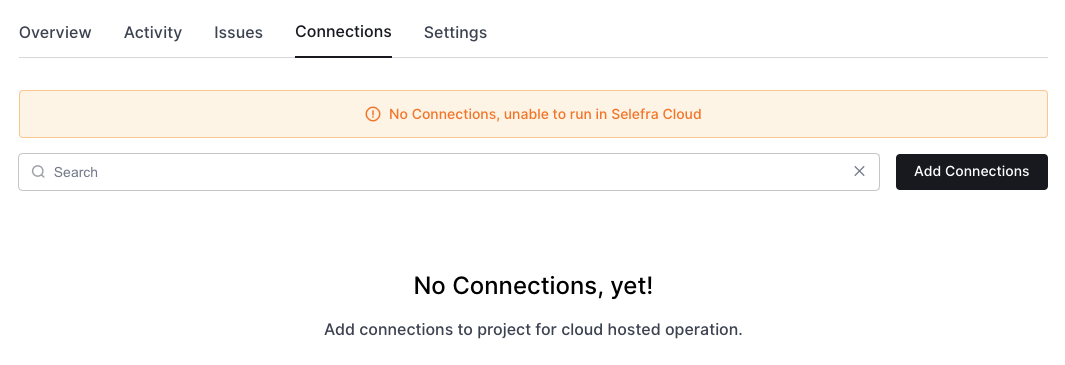 Overview Activity Issues Connections Settings
No Connections, unable to run in Selefra Cloud
Search Add Connections
No Connections, yet!
Add connections to project for cloud hosted operation.